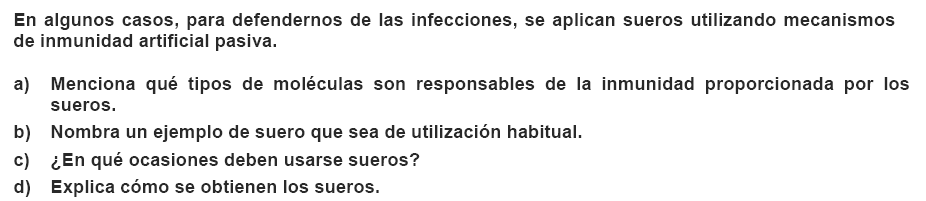 En algunos casos, para defendernos de las infecciones, se aplican sueros utilizando mecanismos
de inmunidad artificial pasiva.
a) Menciona qué tipos de moléculas son responsables de la inmunidad proporcionada por los
sueros.
b) Nombra un ejemplo de suero que sea de utilización habitual.
c) ¿En qué ocasiones deben usarse sueros?
d) Explica cómo se obtienen los sueros.